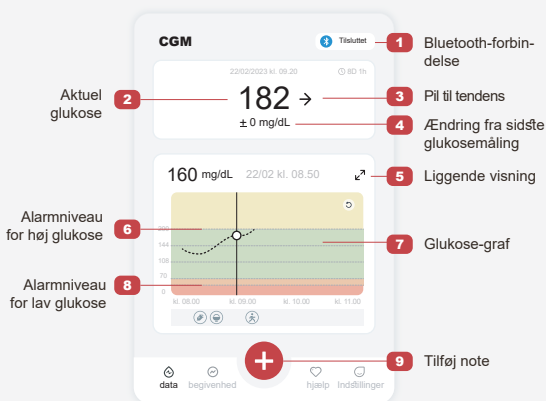 CGM
Tilsluttet
1 Bluetooth-forbin-
delse
22/02/2023 kl. 09.20
8D 1h
Aktuel
glukose
2
182
3 Pil til tendens
± 0 mg/dL
4 Ændring fra sidste
glukosemåling
160 mg/dL
22/02 kl. 08.50
5 Liggende visning
Alarmniveau
for høj glukose
6
200
144
108
70
0
7 Glukose-graf
Alarmniveau
for lav glukose
8
kl. 08.00
kl. 09.00
kl. 10.00
kl. 11.00
9 Tilføj note
data
begivenhed
hjælp
Indstillinger